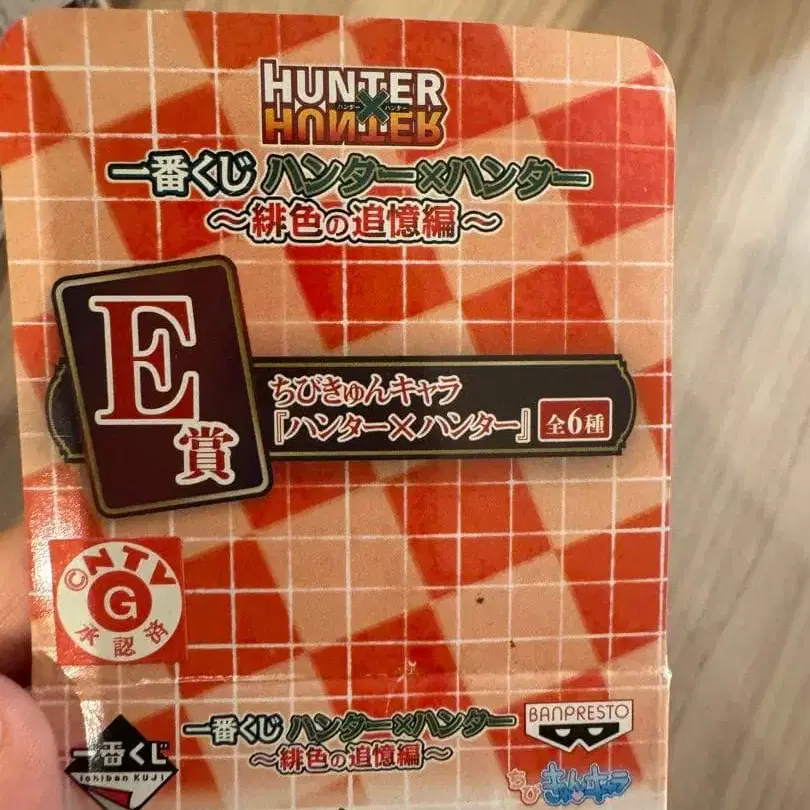 HUNTER
ハンター×ハンター
HUNTER
一番くじ ハンター×ハンター
～緋色の追憶編～
E賞
ちびきゅんキャラ
『ハンター×ハンター』 全6種
©NTV
G
承認済
一番くじ ハンター×ハンター
～緋色の追憶編～
一番くじ
Ichiban KUJI
BANPRESTO
ちびきゅんキャラ